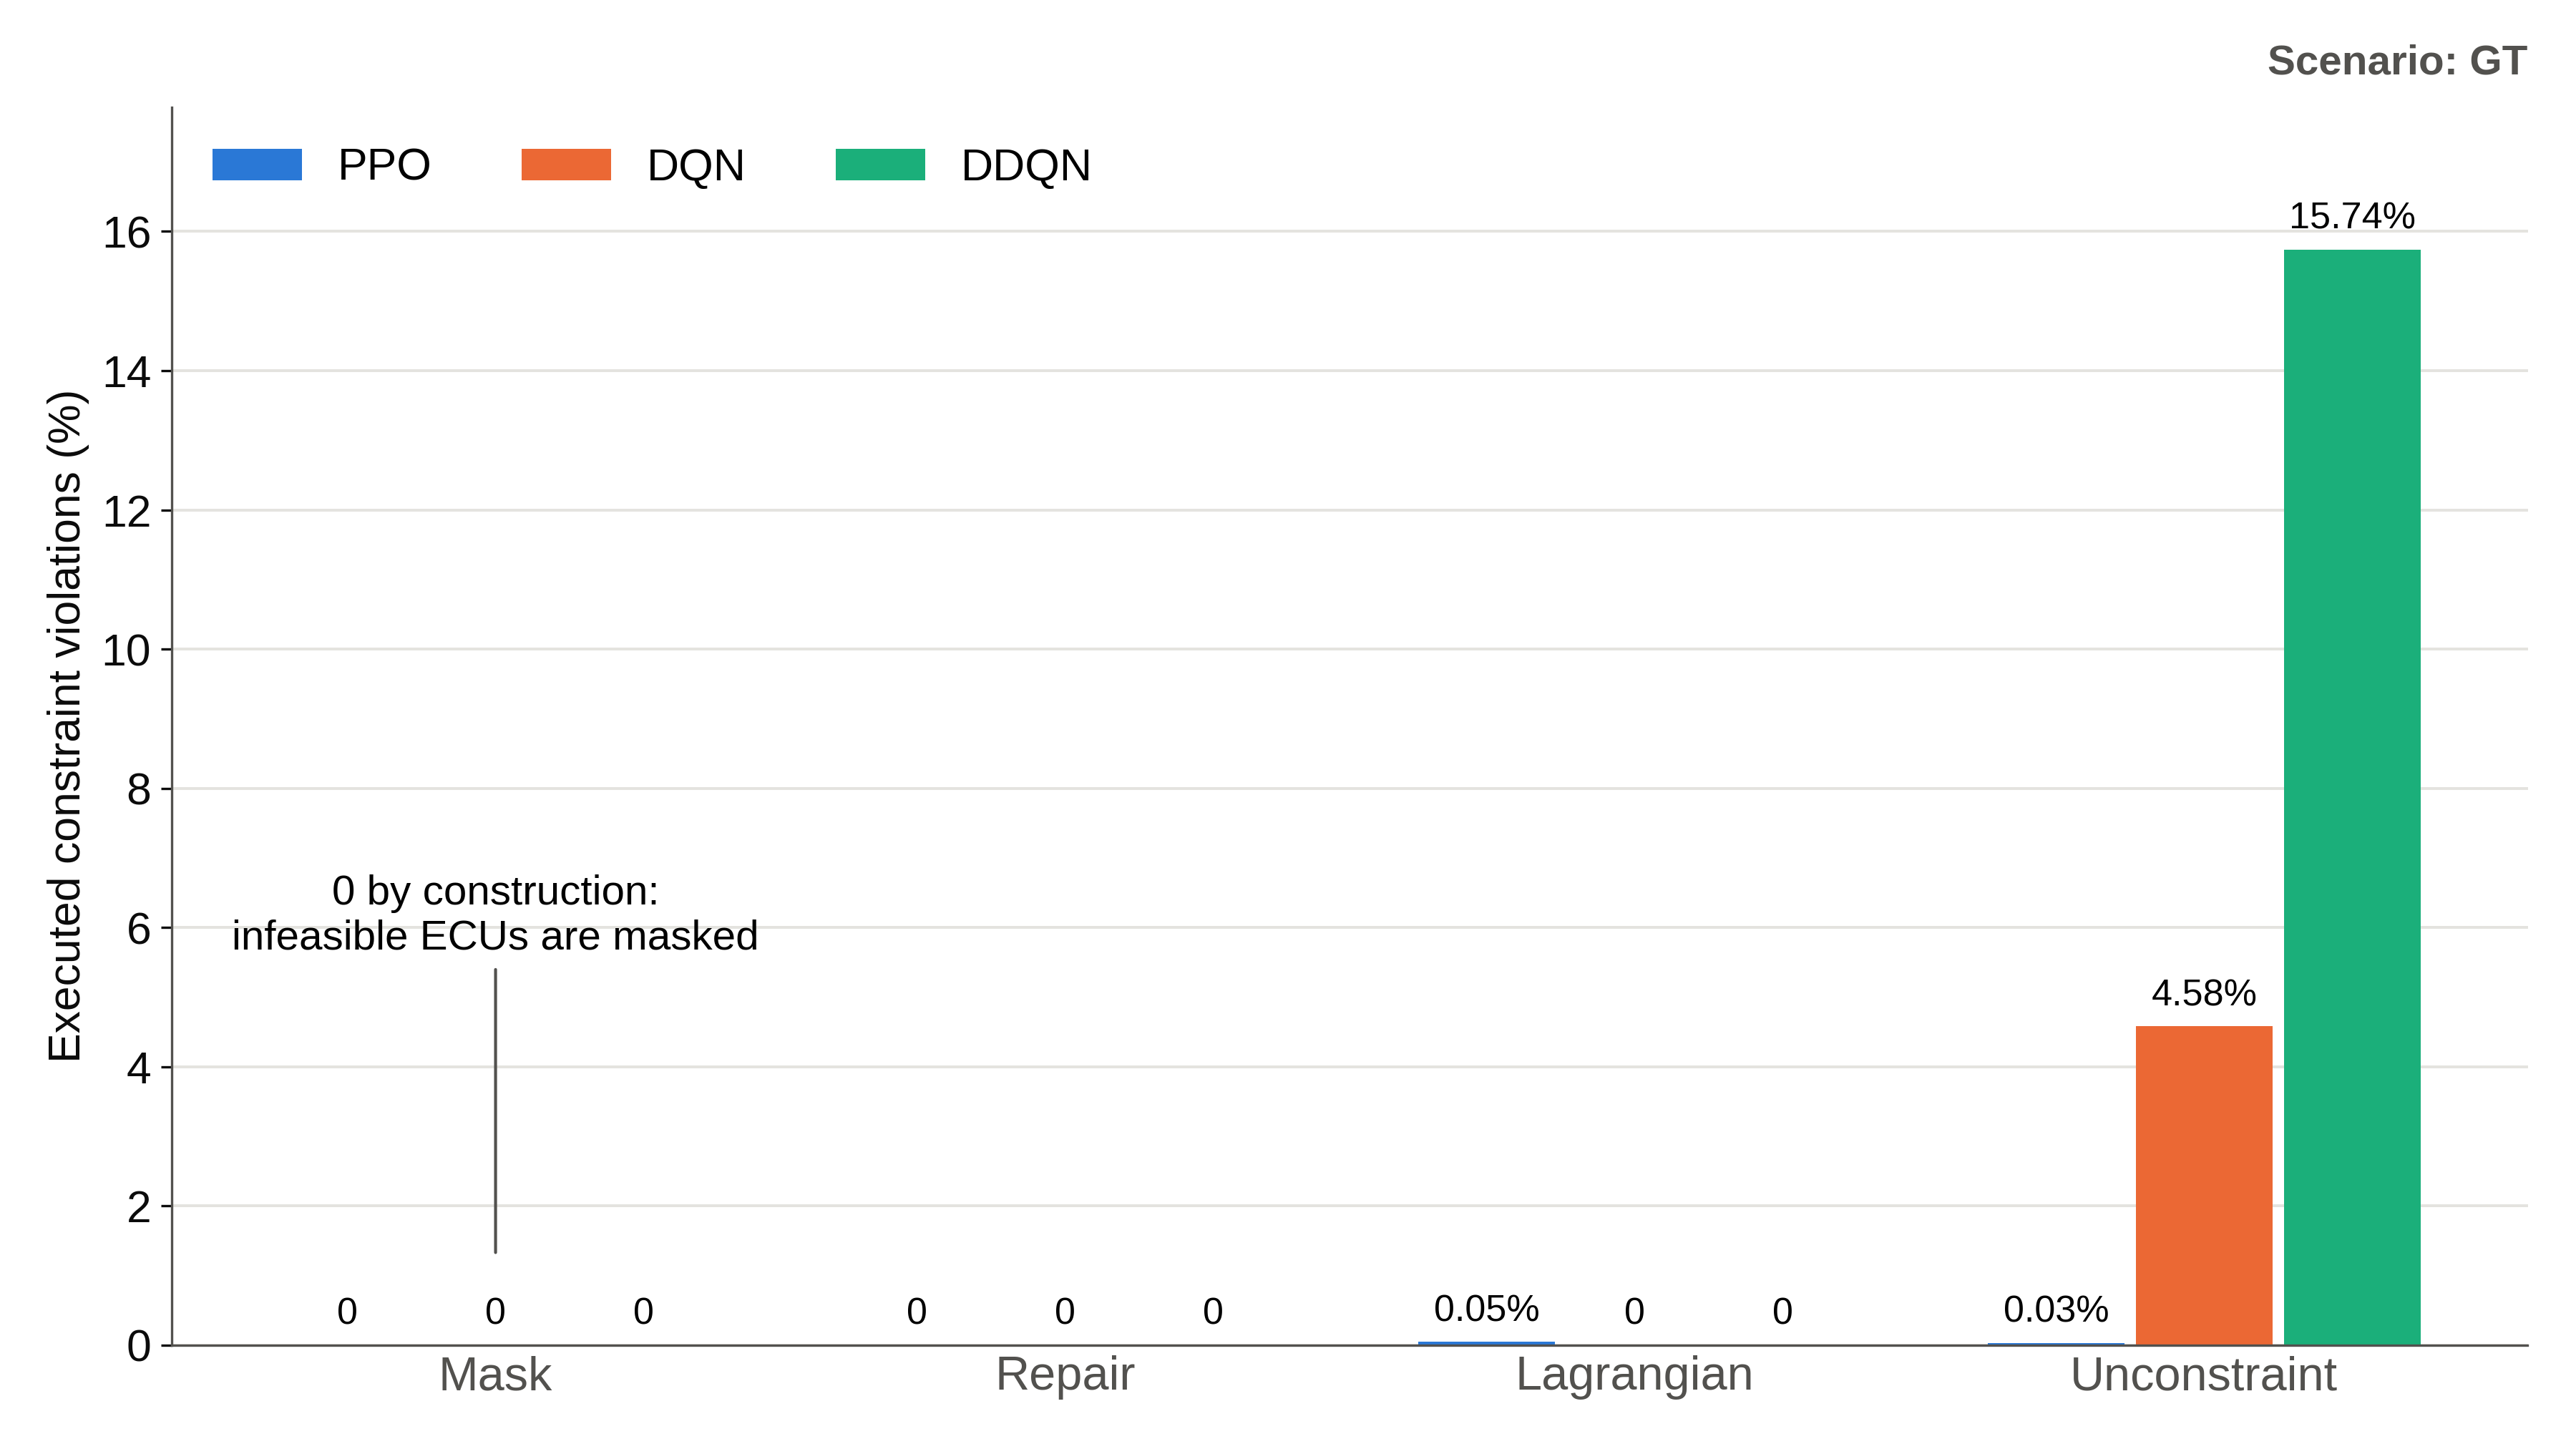 Scenario: GT
PPO
DQN
DDQN
Executed constraint violations (%)
16
14
12
10
8
6
4
2
0
0 by construction:
infeasible ECUs are masked
15.74%
4.58%
0 0 0 0 0 0 0.05% 0 0 0.03%
Mask Repair Lagrangian Unconstraint